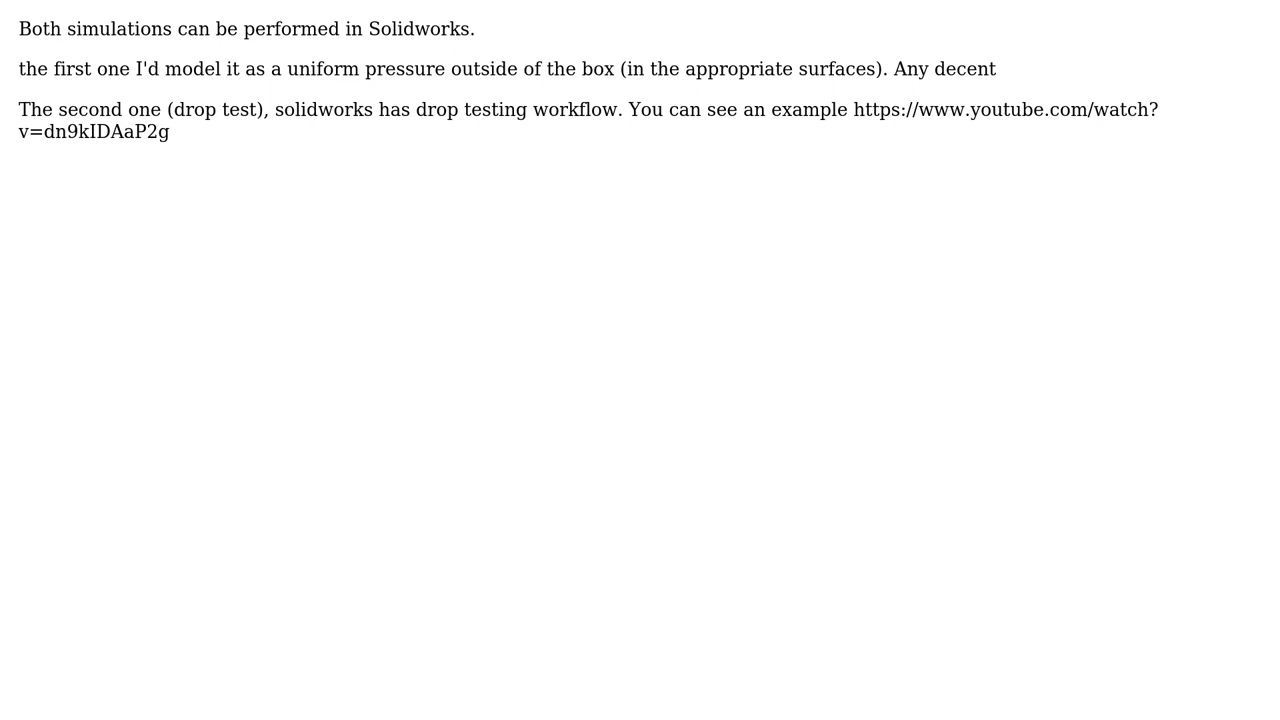 Both simulations can be performed in Solidworks.
the first one I'd model it as a uniform pressure outside of the box (in the appropriate surfaces). Any decent
The second one (drop test), solidworks has drop testing workflow. You can see an example https://www.youtube.com/watch?
v=dn9kIDAaP2g